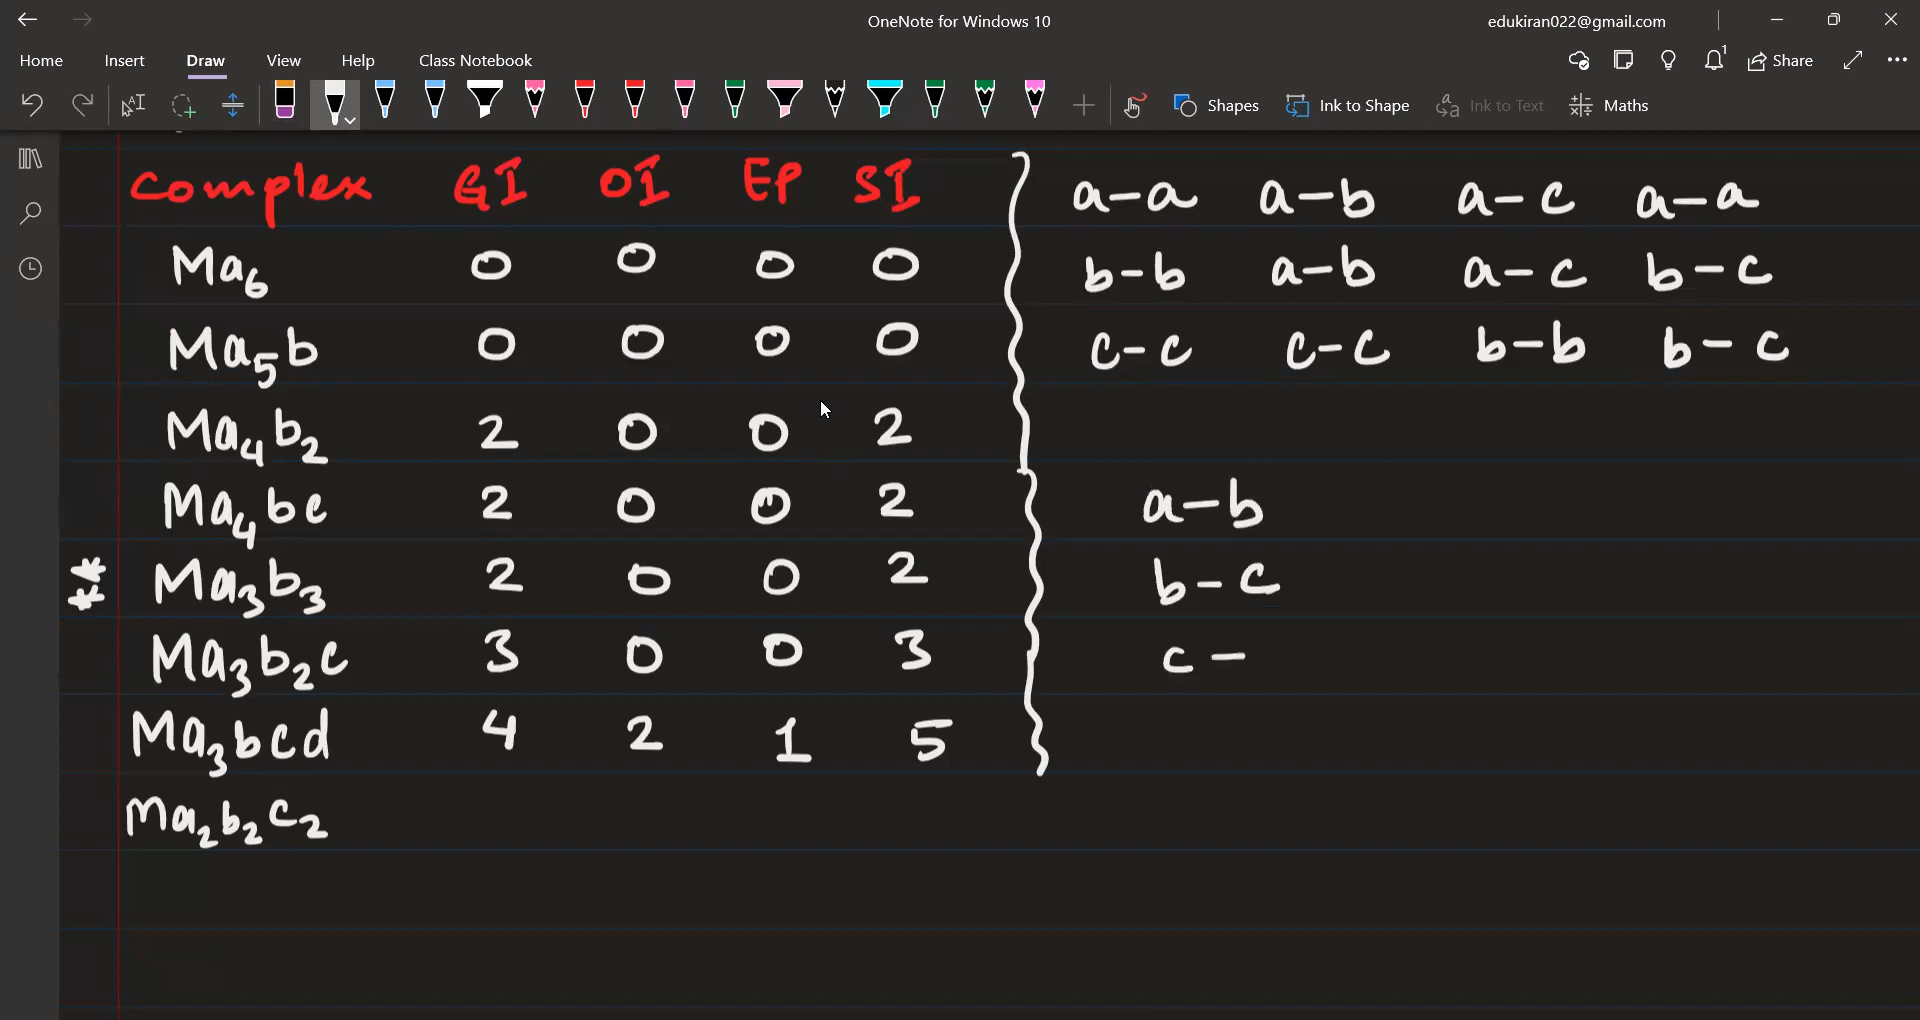 OneNote for Windows 10 edukiran022@gmail.com
Home Insert Draw View Help Class Notebook Share
Shapes Ink to Shape Ink to Text Maths
Complex GI OI EP SI
Ma6 0 0 0 0
Ma5b 0 0 0 0
Ma4b2 2 0 0 2
Ma4bc 2 0 0 2
** Ma3b3 2 0 0 2
Ma3b2c 3 0 0 3
Ma3bcd 4 2 1 5
Ma2b2c2
a-a a-b a-c a-a
b-b a-b a-c b-c
c-c c-c b-b b-c
a-b
b-c
c-